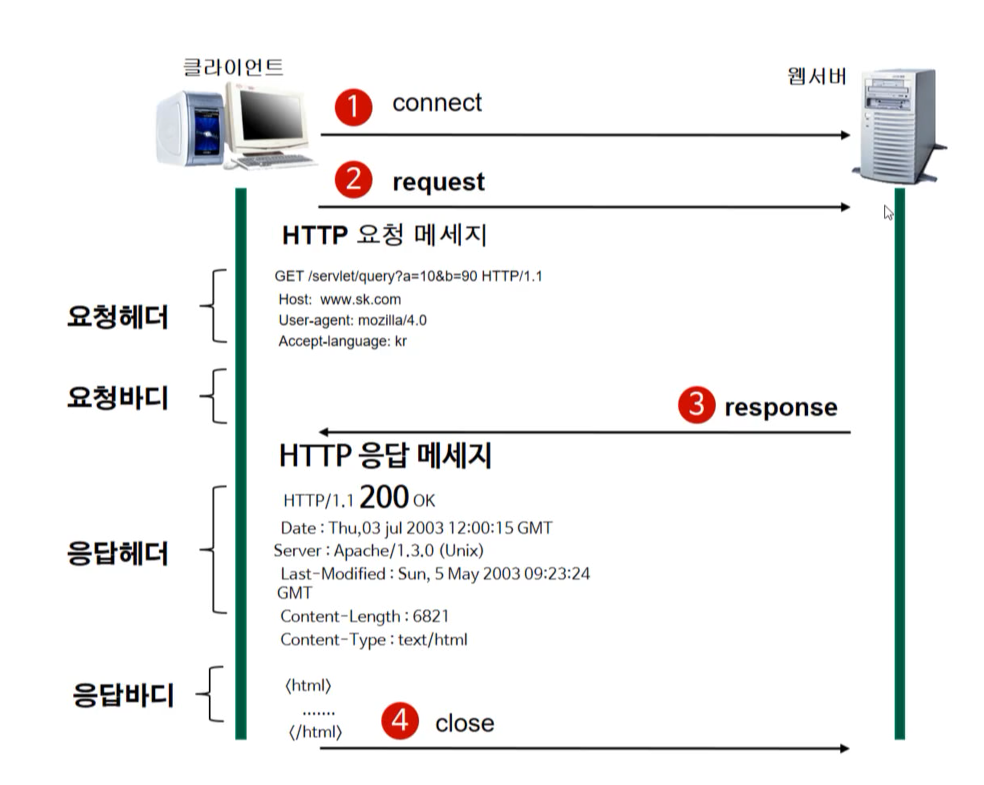 클라이언트
웹서버
1 connect
2 request
HTTP 요청 메세지
요청헤더
GET /servlet/query?a=10&b=90 HTTP/1.1
Host: www.sk.com
User-agent: mozilla/4.0
Accept-language: kr
요청바디
3 response
HTTP 응답 메세지
응답헤더
HTTP/1.1 200 OK
Date : Thu,03 jul 2003 12:00:15 GMT
Server : Apache/1.3.0 (Unix)
Last-Modified : Sun, 5 May 2003 09:23:24
GMT
Content-Length : 6821
Content-Type : text/html
응답바디
〈html〉
.......
〈/html〉
4 close